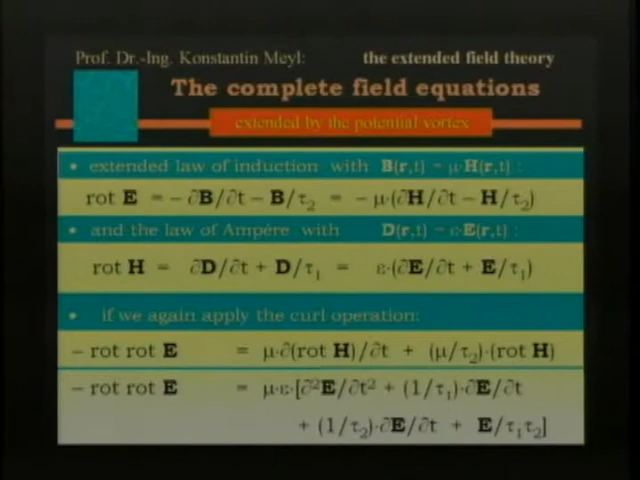 Prof. Dr.-Ing. Konstantin Meyl: the extended field theory
The complete field equations
extended by the potential vortex
• extended law of induction with B(r,t) = μ·H(r,t) :
rot E = – ∂B/∂t – B/τ₂ = – μ·(∂H/∂t – H/τ₂)
• and the law of Ampère with D(r,t) = ε·E(r,t) :
rot H = ∂D/∂t + D/τ₁ = ε·(∂E/∂t + E/τ₁)
• if we again apply the curl operation:
– rot rot E = μ·∂(rot H)/∂t + (μ/τ₂)·(rot H)
– rot rot E = μ·ε·[∂²E/∂t² + (1/τ₁)·∂E/∂t
+ (1/τ₂)·∂E/∂t + E/τ₁τ₂]